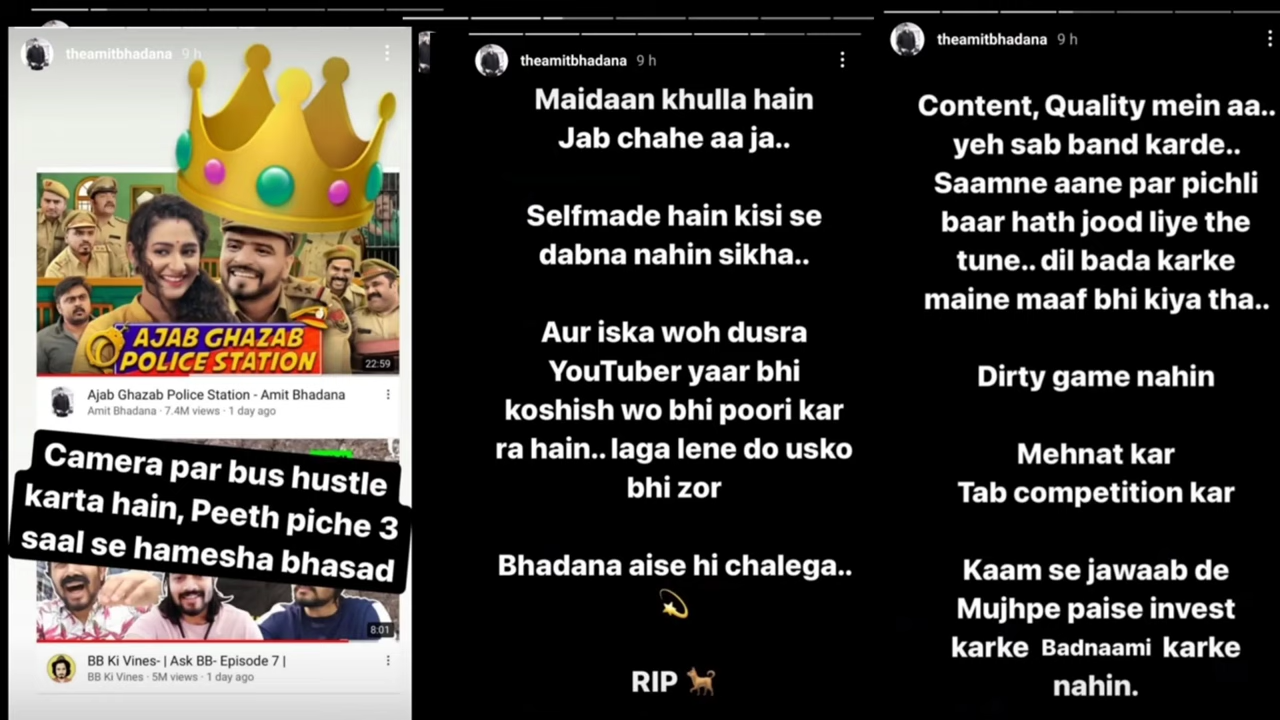 theamitbhadana 9 h
AJAB GHAZAB
POLICE STATION
22:59
Ajab Ghazab Police Station - Amit Bhadana
Amit Bhadana · 7.4M views · 1 day ago
Camera par bus hustle
karta hain, Peeth piche 3
saal se hamesha bhasad
8:01
BB Ki Vines- | Ask BB- Episode 7 |
BB Ki Vines · 5M views · 1 day ago
theamitbhadana 9 h
Maidaan khulla hain
Jab chahe aa ja..
Selfmade hain kisi se
dabna nahin sikha..
Aur iska woh dusra
YouTuber yaar bhi
koshish wo bhi poori kar
ra hain.. laga lene do usko
bhi zor
Bhadana aise hi chalega..
💫
RIP 🐕
theamitbhadana 9 h
Content, Quality mein aa..
yeh sab band karde..
Saamne aane par pichli
baar hath jood liye the
tune.. dil bada karke
maine maaf bhi kiya tha..
Dirty game nahin
Mehnat kar
Tab competition kar
Kaam se jawaab de
Mujhpe paise invest
karke Badnaami karke
nahin.